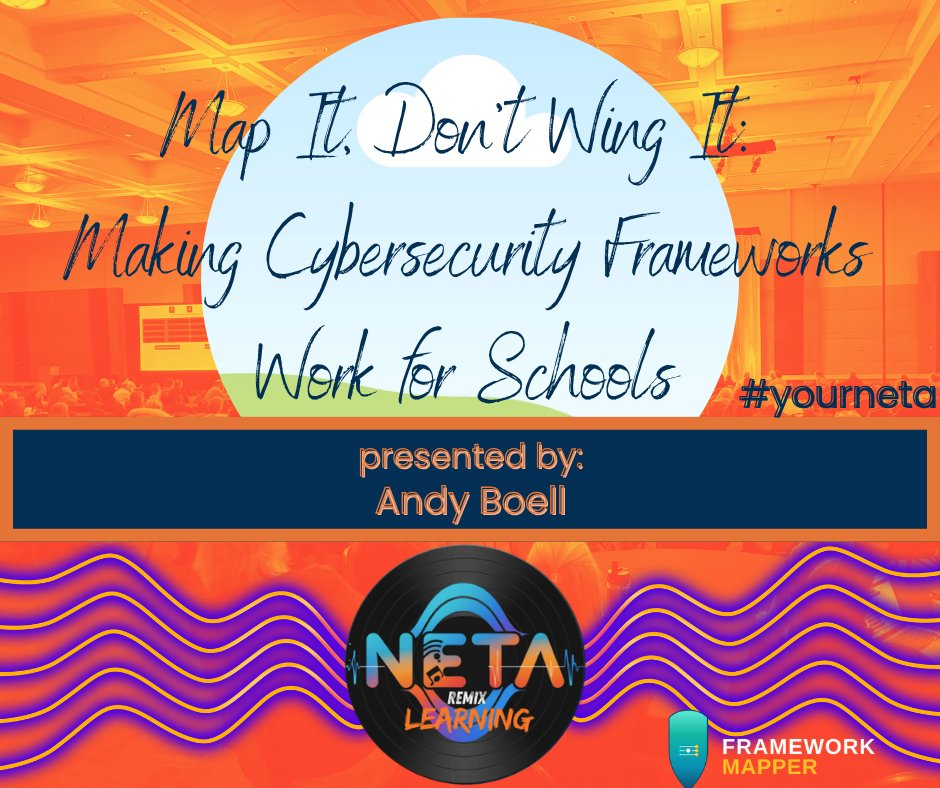 Map It, Don't Wing It:
Making Cybersecurity Frameworks
Work for Schools
#yourneta
presented by:
Andy Boell
NETA
REMIX
LEARNING
FRAMEWORK
MAPPER